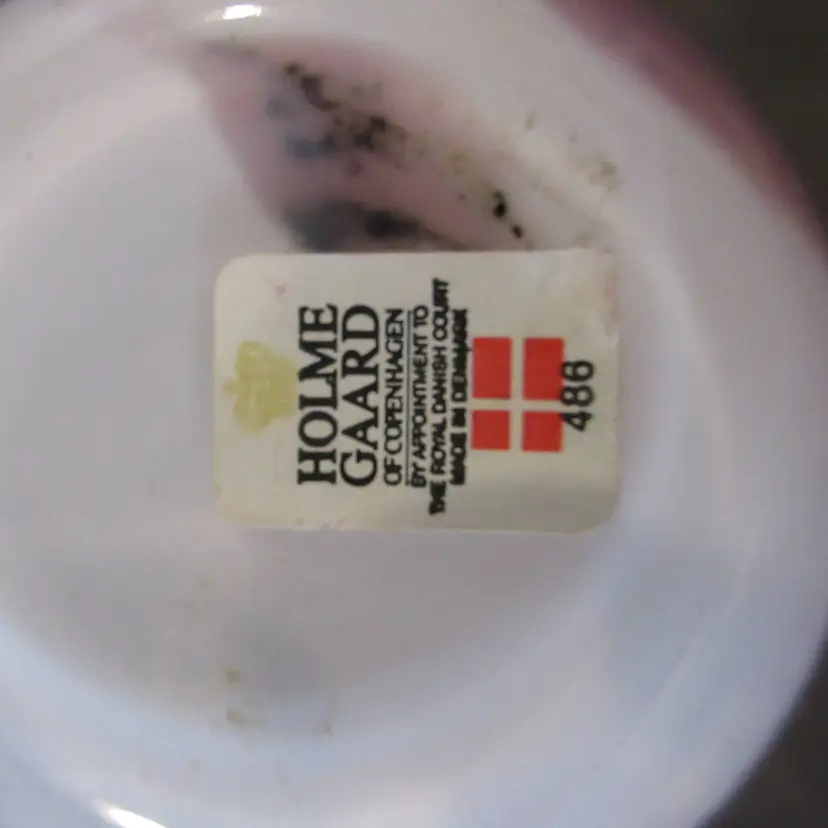 HOLME
GAARD
OF COPENHAGEN
BY APPOINTMENT TO
THE ROYAL DANISH COURT
MADE IN DENMARK
486